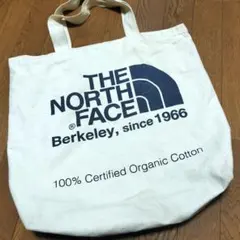 THE
NORTH
FACE®
Berkeley, since 1966
100% Certified Organic Cotton